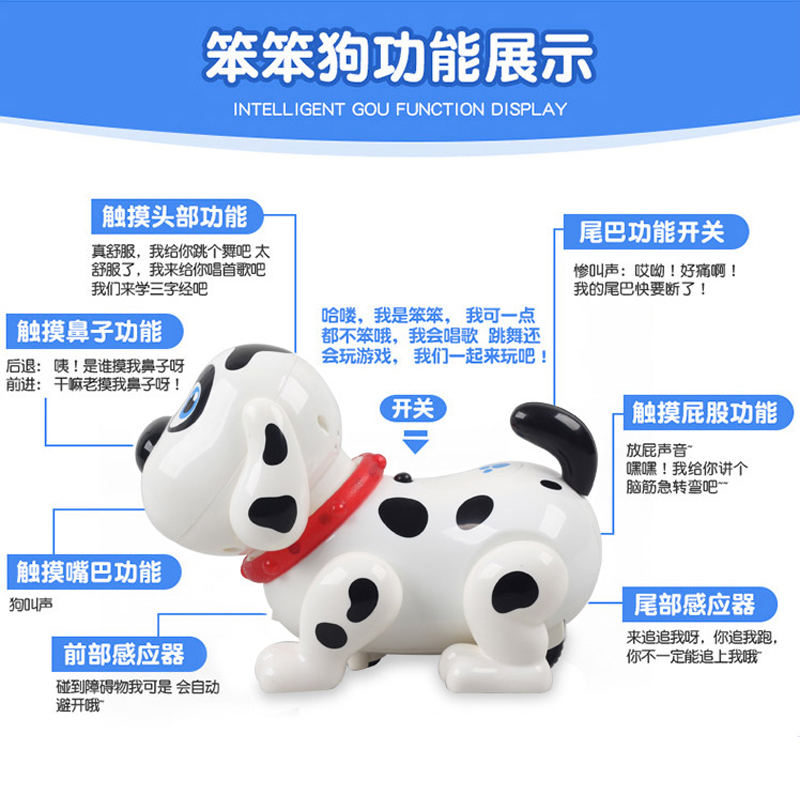 笨笨狗功能展示
INTELLIGENT GOU FUNCTION DISPLAY
触摸头部功能
真舒服，我给你跳个舞吧 太
舒服了，我来给你唱首歌吧
我们来学三字经吧
尾巴功能开关
惨叫声：哎呦！好痛啊！
我的尾巴快要断了！
触摸鼻子功能
后退： 咦！是谁摸我鼻子呀
前进： 干嘛老摸我鼻子呀！
哈喽，我是笨笨， 我可一点
都不笨哦，我会唱歌 跳舞还
会玩游戏， 我们一起来玩吧！
开关
触摸屁股功能
放屁声音~
嘿嘿！我给你讲个
脑筋急转弯吧~~
触摸嘴巴功能
狗叫声
尾部感应器
来追追我呀，你追我跑，
你不一定能追上我哦~
前部感应器
碰到障碍物我可是 会自动
避开哦~